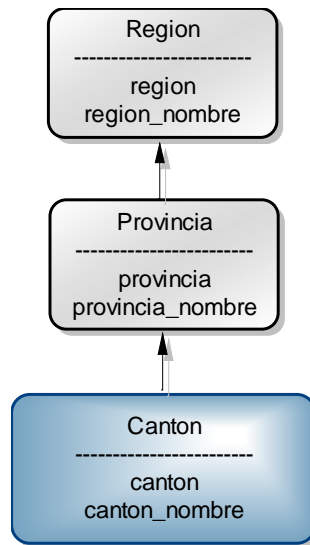 Region
---------------------------
region
region_nombre
Provincia
---------------------------
provincia
provincia_nombre
Canton
---------------------------
canton
canton_nombre